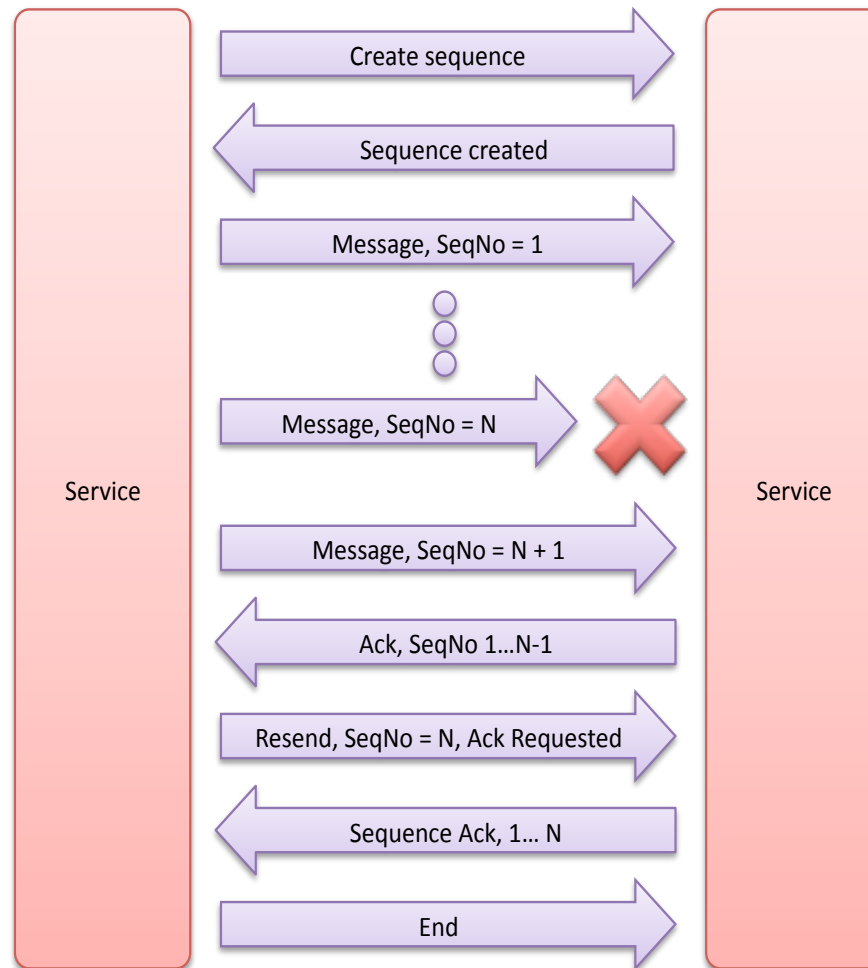 Create sequence
Sequence created
Message, SeqNo = 1
Message, SeqNo = N
Service
Service
Message, SeqNo = N + 1
Ack, SeqNo 1...N-1
Resend, SeqNo = N, Ack Requested
Sequence Ack, 1... N
End